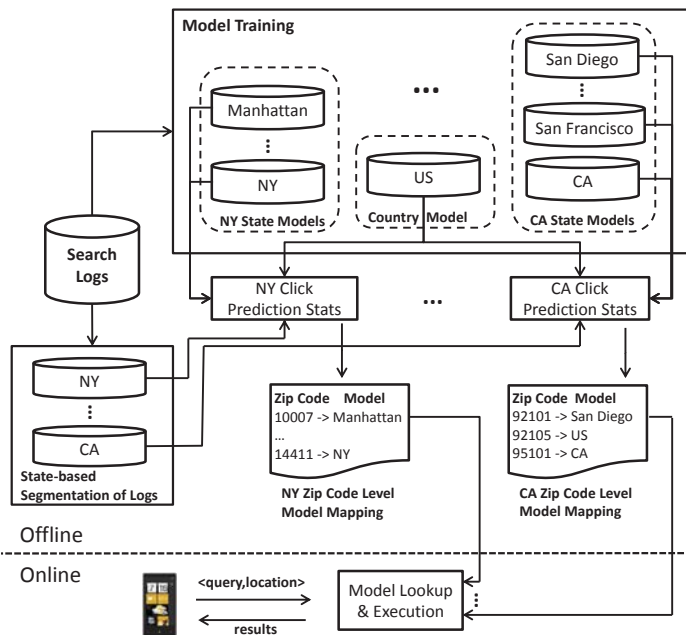 Model Training
San Diego
...
San Francisco
CA
CA State Models
Manhattan
...
NY
NY State Models
...
US
Country Model
Search
Logs
NY Click
Prediction Stats
...
CA Click
Prediction Stats
NY
...
CA
State-based
Segmentation of Logs
Zip Code Model
10007 -> Manhattan
...
14411 -> NY
NY Zip Code Level
Model Mapping
Zip Code Model
92101 -> San Diego
92105 -> US
95101 -> CA
CA Zip Code Level
Model Mapping
Offline
Online
<query,location>
results
Model Lookup
& Execution
...